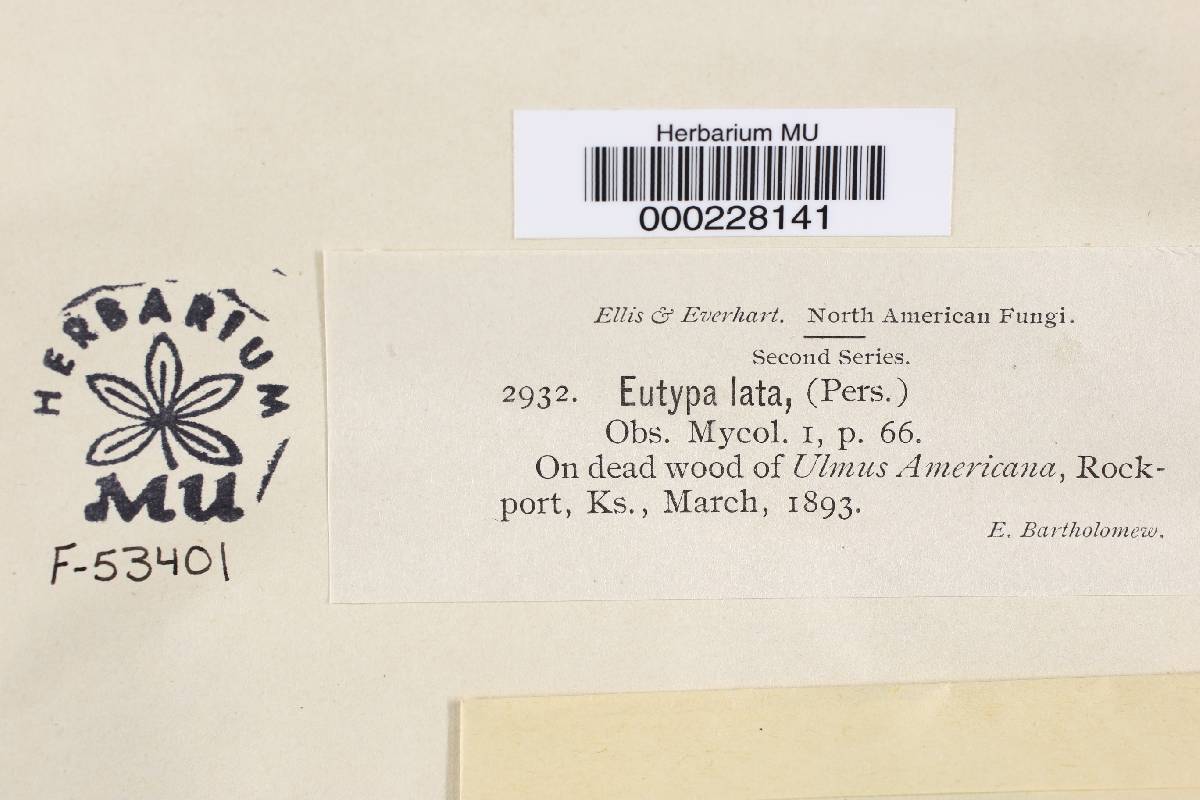 Herbarium MU
000228141
HERBARIUM
MU
F-53401
Ellis & Everhart. North American Fungi.
Second Series.
2932. Eutypa lata, (Pers.)
Obs. Mycol. 1, p. 66.
On dead wood of Ulmus Americana, Rock-
port, Ks., March, 1893.
E. Bartholomew.